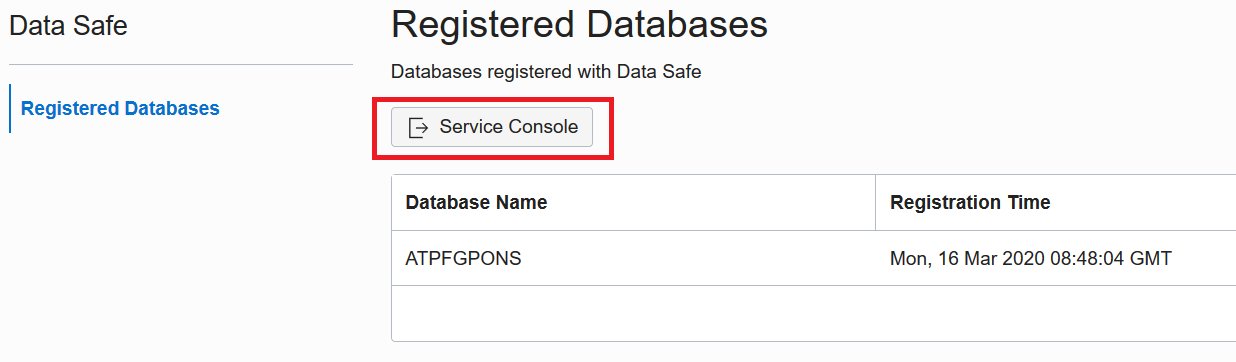 Data Safe
Registered Databases
Registered Databases
Databases registered with Data Safe
Service Console
Database Name Registration Time
ATPFGPONS Mon, 16 Mar 2020 08:48:04 GMT